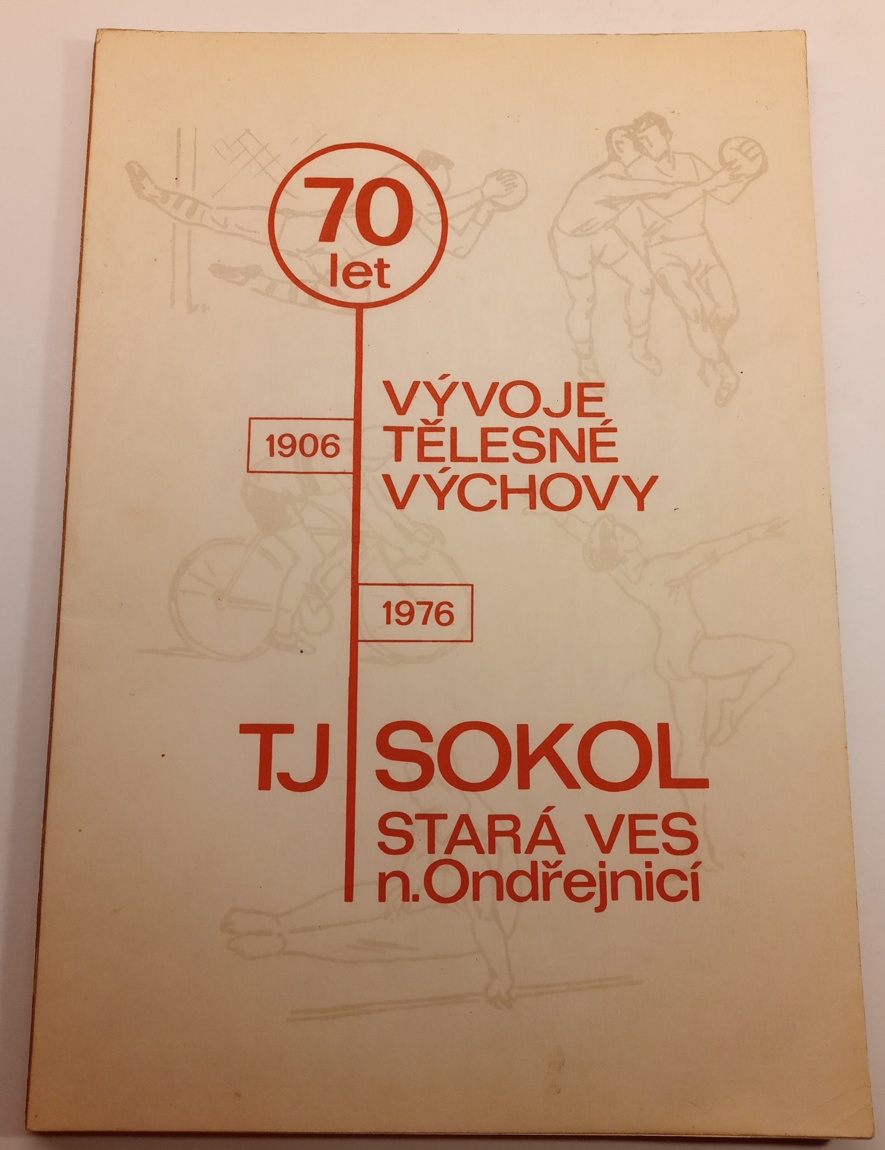 70
let
VÝVOJE
TĚLESNÉ
VÝCHOVY
1906
1976
TJ SOKOL
STARÁ VES
n.Ondřejnicí